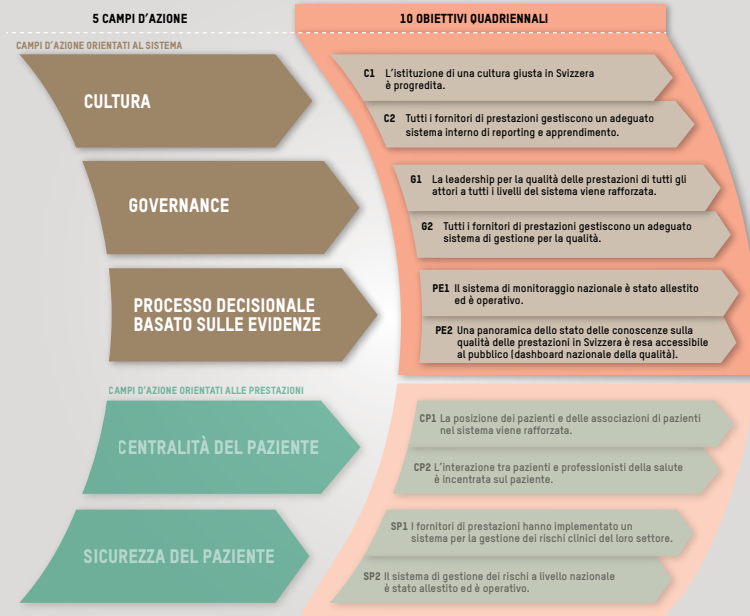 5 CAMPI D'AZIONE
10 OBIETTIVI QUADRIENNALI
CAMPI D'AZIONE ORIENTATI AL SISTEMA
CULTURA
C1 L'istituzione di una cultura giusta in Svizzera
è progredita.
C2 Tutti i fornitori di prestazioni gestiscono un adeguato
sistema interno di reporting e apprendimento.
GOVERNANCE
G1 La leadership per la qualità delle prestazioni di tutti gli
attori a tutti i livelli del sistema viene rafforzata.
G2 Tutti i fornitori di prestazioni gestiscono un adeguato
sistema di gestione per la qualità.
PROCESSO DECISIONALE
BASATO SULLE EVIDENZE
PE1 Il sistema di monitoraggio nazionale è stato allestito
ed è operativo.
PE2 Una panoramica dello stato delle conoscenze sulla
qualità delle prestazioni in Svizzera è resa accessibile
al pubblico (dashboard nazionale della qualità).
CAMPI D'AZIONE ORIENTATI ALLE PRESTAZIONI
CENTRALITÀ DEL PAZIENTE
CP1 La posizione dei pazienti e delle associazioni di pazienti
nel sistema viene rafforzata.
CP2 L'interazione tra pazienti e professionisti della salute
è incentrata sul paziente.
SICUREZZA DEL PAZIENTE
SP1 I fornitori di prestazioni hanno implementato un
sistema per la gestione dei rischi clinici del loro settore.
SP2 Il sistema di gestione dei rischi a livello nazionale
è stato allestito ed è operativo.